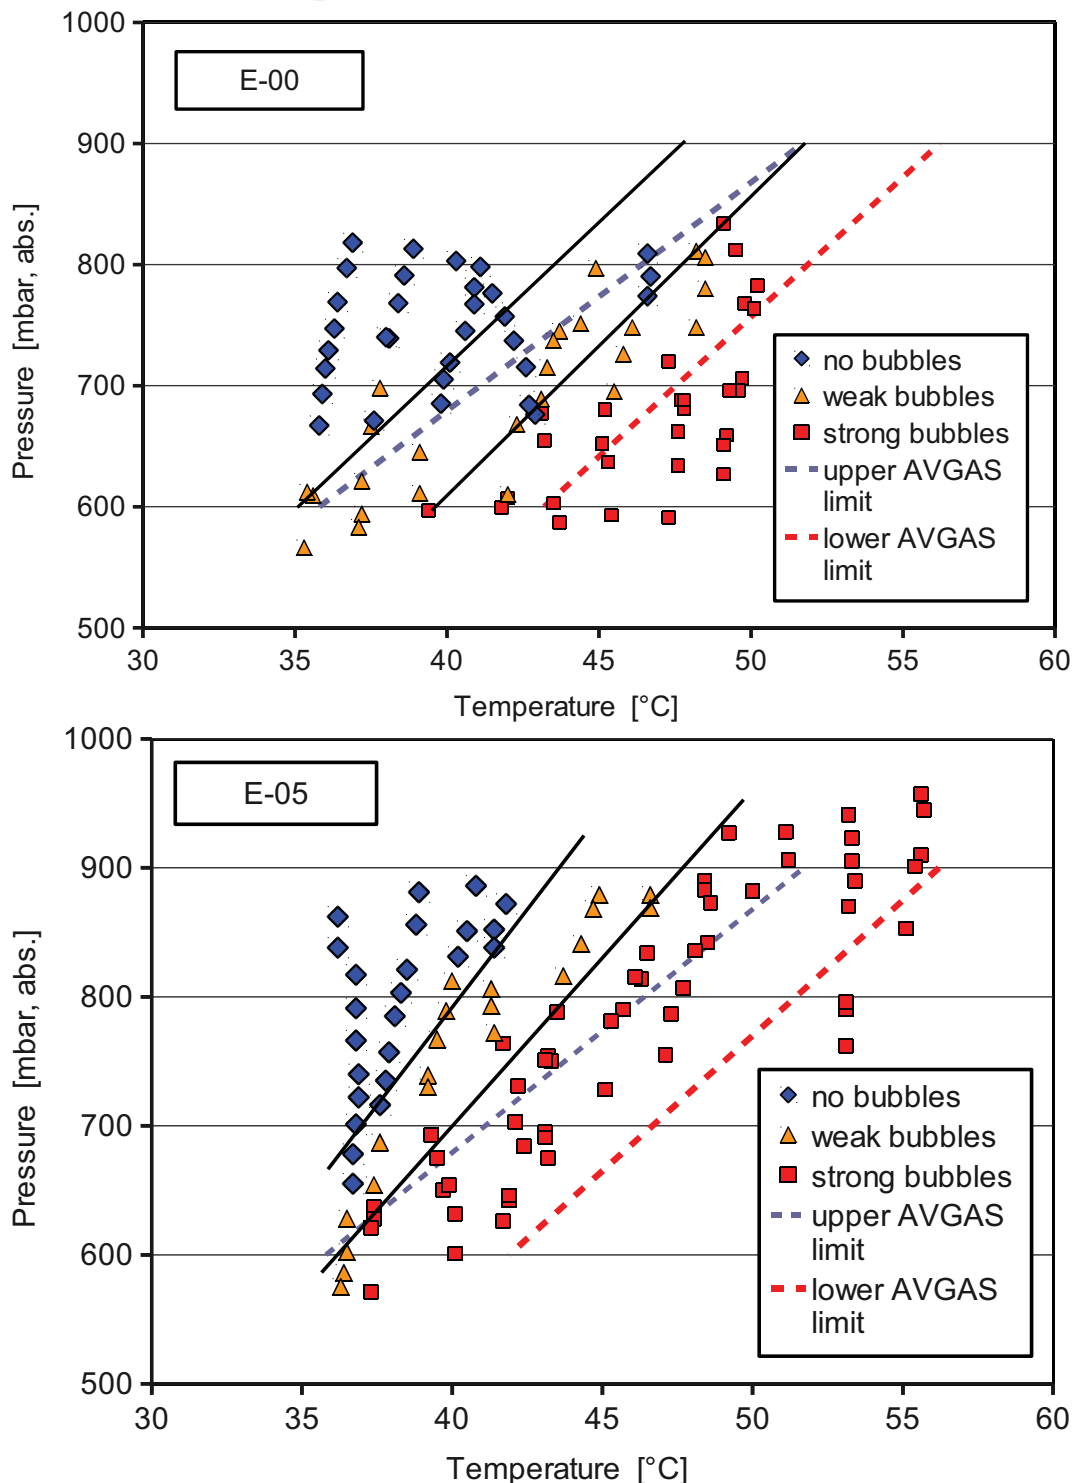 1000
E-00
900
800
700
600
500
Pressure [mbar, abs.]
no bubbles
weak bubbles
strong bubbles
upper AVGAS
limit
lower AVGAS
limit
30 35 40 45 50 55 60
Temperature [°C]
1000
E-05
900
800
700
600
500
Pressure [mbar, abs.]
no bubbles
weak bubbles
strong bubbles
upper AVGAS
limit
lower AVGAS
limit
30 35 40 45 50 55 60
Temperature [°C]